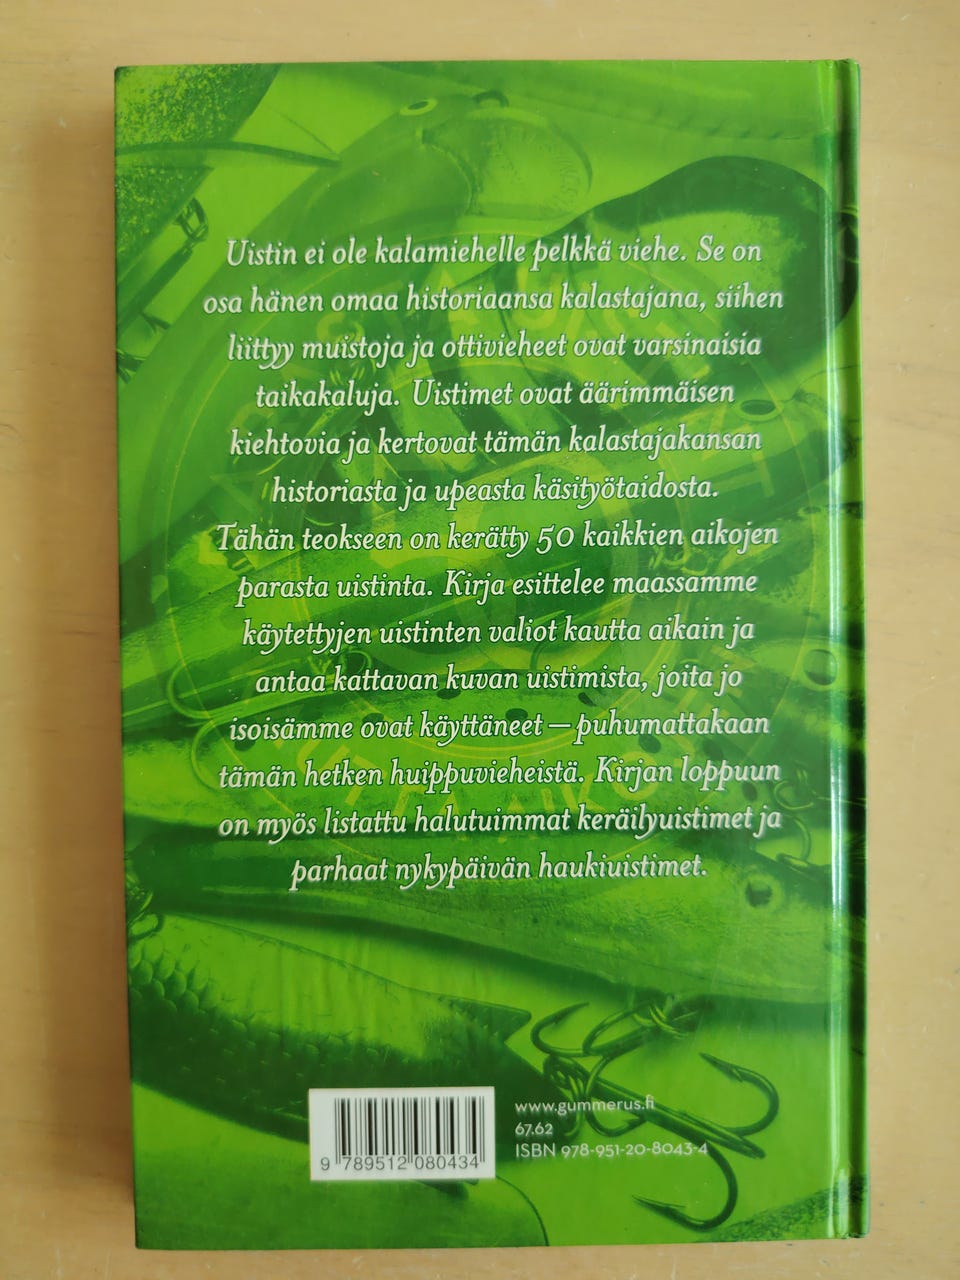 Uistin ei ole kalamiehelle pelkkä viehe. Se on
osa hänen omaa historiaansa kalastajana, siihen
liittyy muistoja ja ottivieheet ovat varsinaisia
taikakaluja. Uistimet ovat äärimmäisen
kiehtovia ja kertovat tämän kalastajakansan
historiasta ja upeasta käsityötaidosta.
Tähän teokseen on kerätty 50 kaikkien aikojen
parasta uistinta. Kirja esittelee maassamme
käytettyjen uistinten valiot kautta aikain ja
antaa kattavan kuvan uistimista, joita jo
isoisämme ovat käyttäneet – puhumattakaan
tämän hetken huippuvieheistä. Kirjan loppuun
on myös listattu halutuimmat keräilyuistimet ja
parhaat nykypäivän haukiuistimet.
www.gummerus.fi
67.62
ISBN 978-951-20-8043-4
9 789512 080434